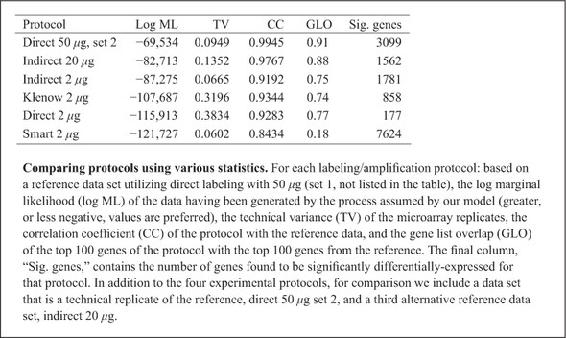 Protocol Log ML TV CC GLO Sig. genes
Direct 50 μg, set 2 −69,534 0.0949 0.9945 0.91 3099
Indirect 20 μg −82,713 0.1352 0.9767 0.88 1562
Indirect 2 μg −87,275 0.0665 0.9192 0.75 1781
Klenow 2 μg −107,687 0.3196 0.9344 0.74 858
Direct 2 μg −115,913 0.3834 0.9283 0.77 177
Smart 2 μg −121,727 0.0602 0.8434 0.18 7624
Comparing protocols using various statistics. For each labeling/amplification protocol: based on
a reference data set utilizing direct labeling with 50 μg (set 1, not listed in the table), the log marginal
likelihood (log ML) of the data having been generated by the process assumed by our model (greater,
or less negative, values are preferred), the technical variance (TV) of the microarray replicates, the
correlation coefficient (CC) of the protocol with the reference data, and the gene list overlap (GLO)
of the top 100 genes of the protocol with the top 100 genes from the reference. The final column,
“Sig. genes,” contains the number of genes found to be significantly differentially-expressed for
that protocol. In addition to the four experimental protocols, for comparison we include a data set
that is a technical replicate of the reference, direct 50 μg set 2, and a third alternative reference data
set, indirect 20 μg.